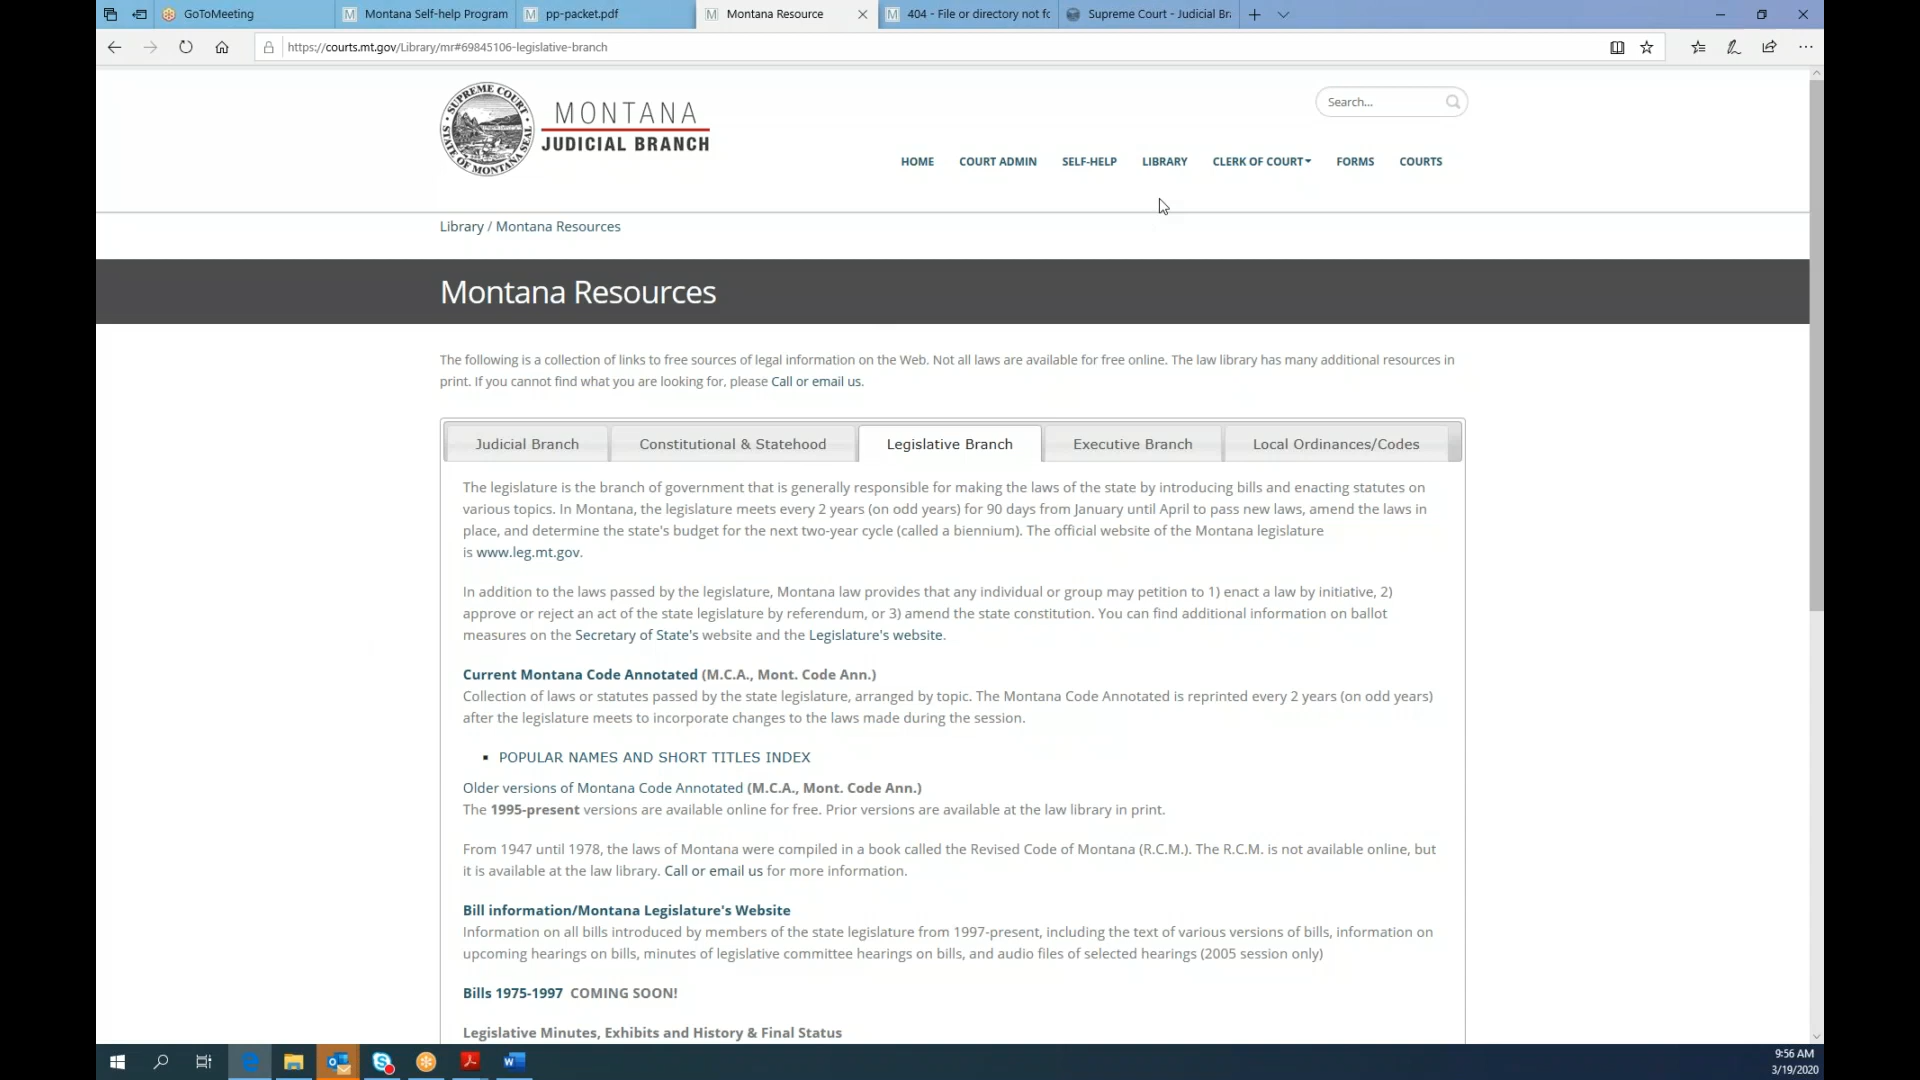 GoToMeeting
Montana Self-help Program
pp-packet.pdf
Montana Resource
404 - File or directory not fo
Supreme Court - Judicial Br
https://courts.mt.gov/Library/mr#69845106-legislative-branch
SUPREME COURT
STATE OF MONTANA SEAL
MONTANA
JUDICIAL BRANCH
Search...
HOME COURT ADMIN SELF-HELP LIBRARY CLERK OF COURT FORMS COURTS
Library / Montana Resources
Montana Resources
The following is a collection of links to free sources of legal information on the Web. Not all laws are available for free online. The law library has many additional resources in
print. If you cannot find what you are looking for, please Call or email us.
Judicial Branch
Constitutional & Statehood
Legislative Branch
Executive Branch
Local Ordinances/Codes
The legislature is the branch of government that is generally responsible for making the laws of the state by introducing bills and enacting statutes on
various topics. In Montana, the legislature meets every 2 years (on odd years) for 90 days from January until April to pass new laws, amend the laws in
place, and determine the state's budget for the next two-year cycle (called a biennium). The official website of the Montana legislature
is www.leg.mt.gov.
In addition to the laws passed by the legislature, Montana law provides that any individual or group may petition to 1) enact a law by initiative, 2)
approve or reject an act of the state legislature by referendum, or 3) amend the state constitution. You can find additional information on ballot
measures on the Secretary of State's website and the Legislature's website.
Current Montana Code Annotated (M.C.A., Mont. Code Ann.)
Collection of laws or statutes passed by the state legislature, arranged by topic. The Montana Code Annotated is reprinted every 2 years (on odd years)
after the legislature meets to incorporate changes to the laws made during the session.
▪ POPULAR NAMES AND SHORT TITLES INDEX
Older versions of Montana Code Annotated (M.C.A., Mont. Code Ann.)
The 1995-present versions are available online for free. Prior versions are available at the law library in print.
From 1947 until 1978, the laws of Montana were compiled in a book called the Revised Code of Montana (R.C.M.). The R.C.M. is not available online, but
it is available at the law library. Call or email us for more information.
Bill information/Montana Legislature's Website
Information on all bills introduced by members of the state legislature from 1997-present, including the text of various versions of bills, information on
upcoming hearings on bills, minutes of legislative committee hearings on bills, and audio files of selected hearings (2005 session only)
Bills 1975-1997 COMING SOON!
Legislative Minutes, Exhibits and History & Final Status
9:56 AM
3/19/2020